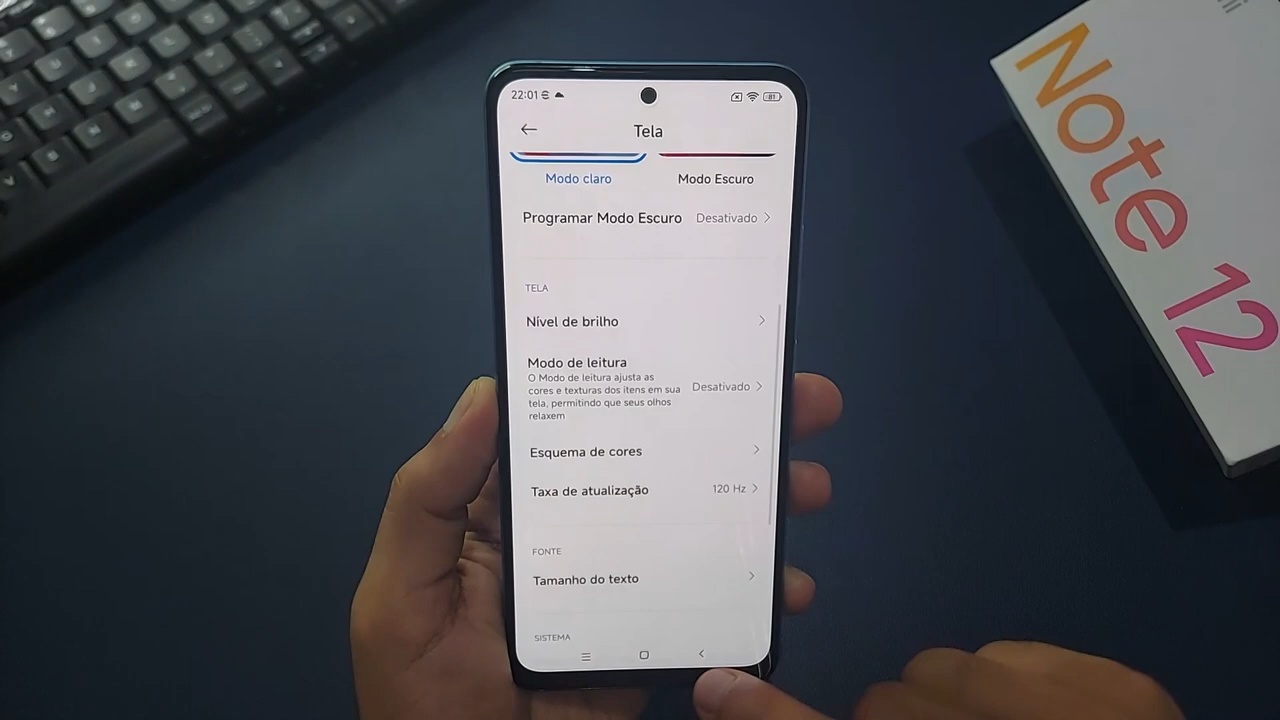 22:01
81
Tela
Modo claro
Modo Escuro
Programar Modo Escuro
Desativado
TELA
Nível de brilho
Modo de leitura
O Modo de leitura ajusta as
cores e texturas dos itens em sua
tela, permitindo que seus olhos
relaxem
Desativado
Esquema de cores
Taxa de atualização
120 Hz
FONTE
Tamanho do texto
SISTEMA
Note 12